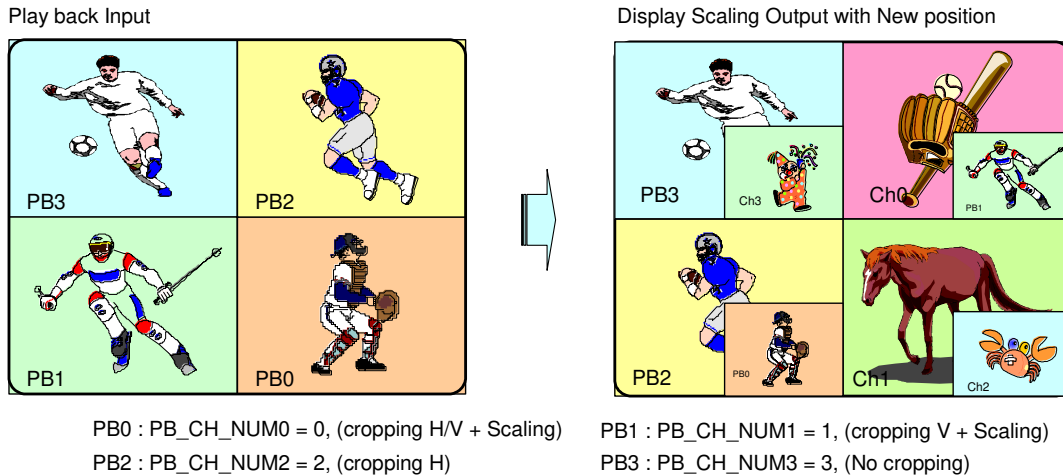 Play back Input
Display Scaling Output with New position
PB3
PB2
PB1
PB0
PB3
Ch3
Ch0
PB1
PB2
PB0
Ch1
Ch2
PB0 : PB_CH_NUM0 = 0, (cropping H/V + Scaling)
PB1 : PB_CH_NUM1 = 1, (cropping V + Scaling)
PB2 : PB_CH_NUM2 = 2, (cropping H)
PB3 : PB_CH_NUM3 = 3, (No cropping)